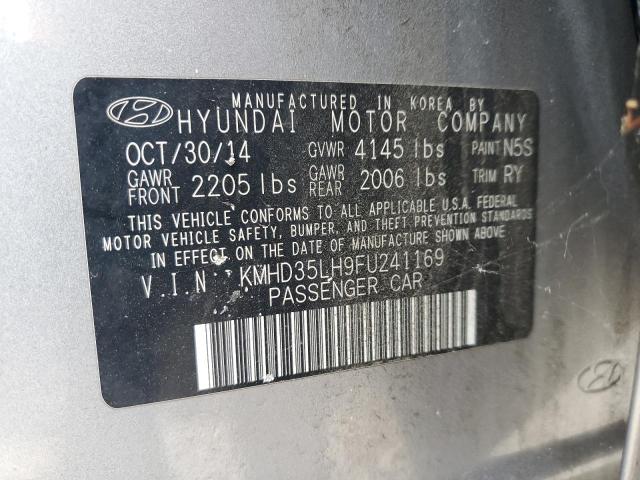 MANUFACTURED IN KOREA BY
HYUNDAI MOTOR COMPANY
OCT/30/14 GVWR 4145 lbs PAINT N5S
GAWR FRONT 2205 lbs GAWR REAR 2006 lbs TRIM RY
THIS VEHICLE CONFORMS TO ALL APPLICABLE U.S.A. FEDERAL
MOTOR VEHICLE SAFETY, BUMPER, AND THEFT PREVENTION STANDARDS
IN EFFECT ON THE DATE OF MANUFACTURE SHOWN ABOVE.
V.I.N: KMHD35LH9FU241169
PASSENGER CAR